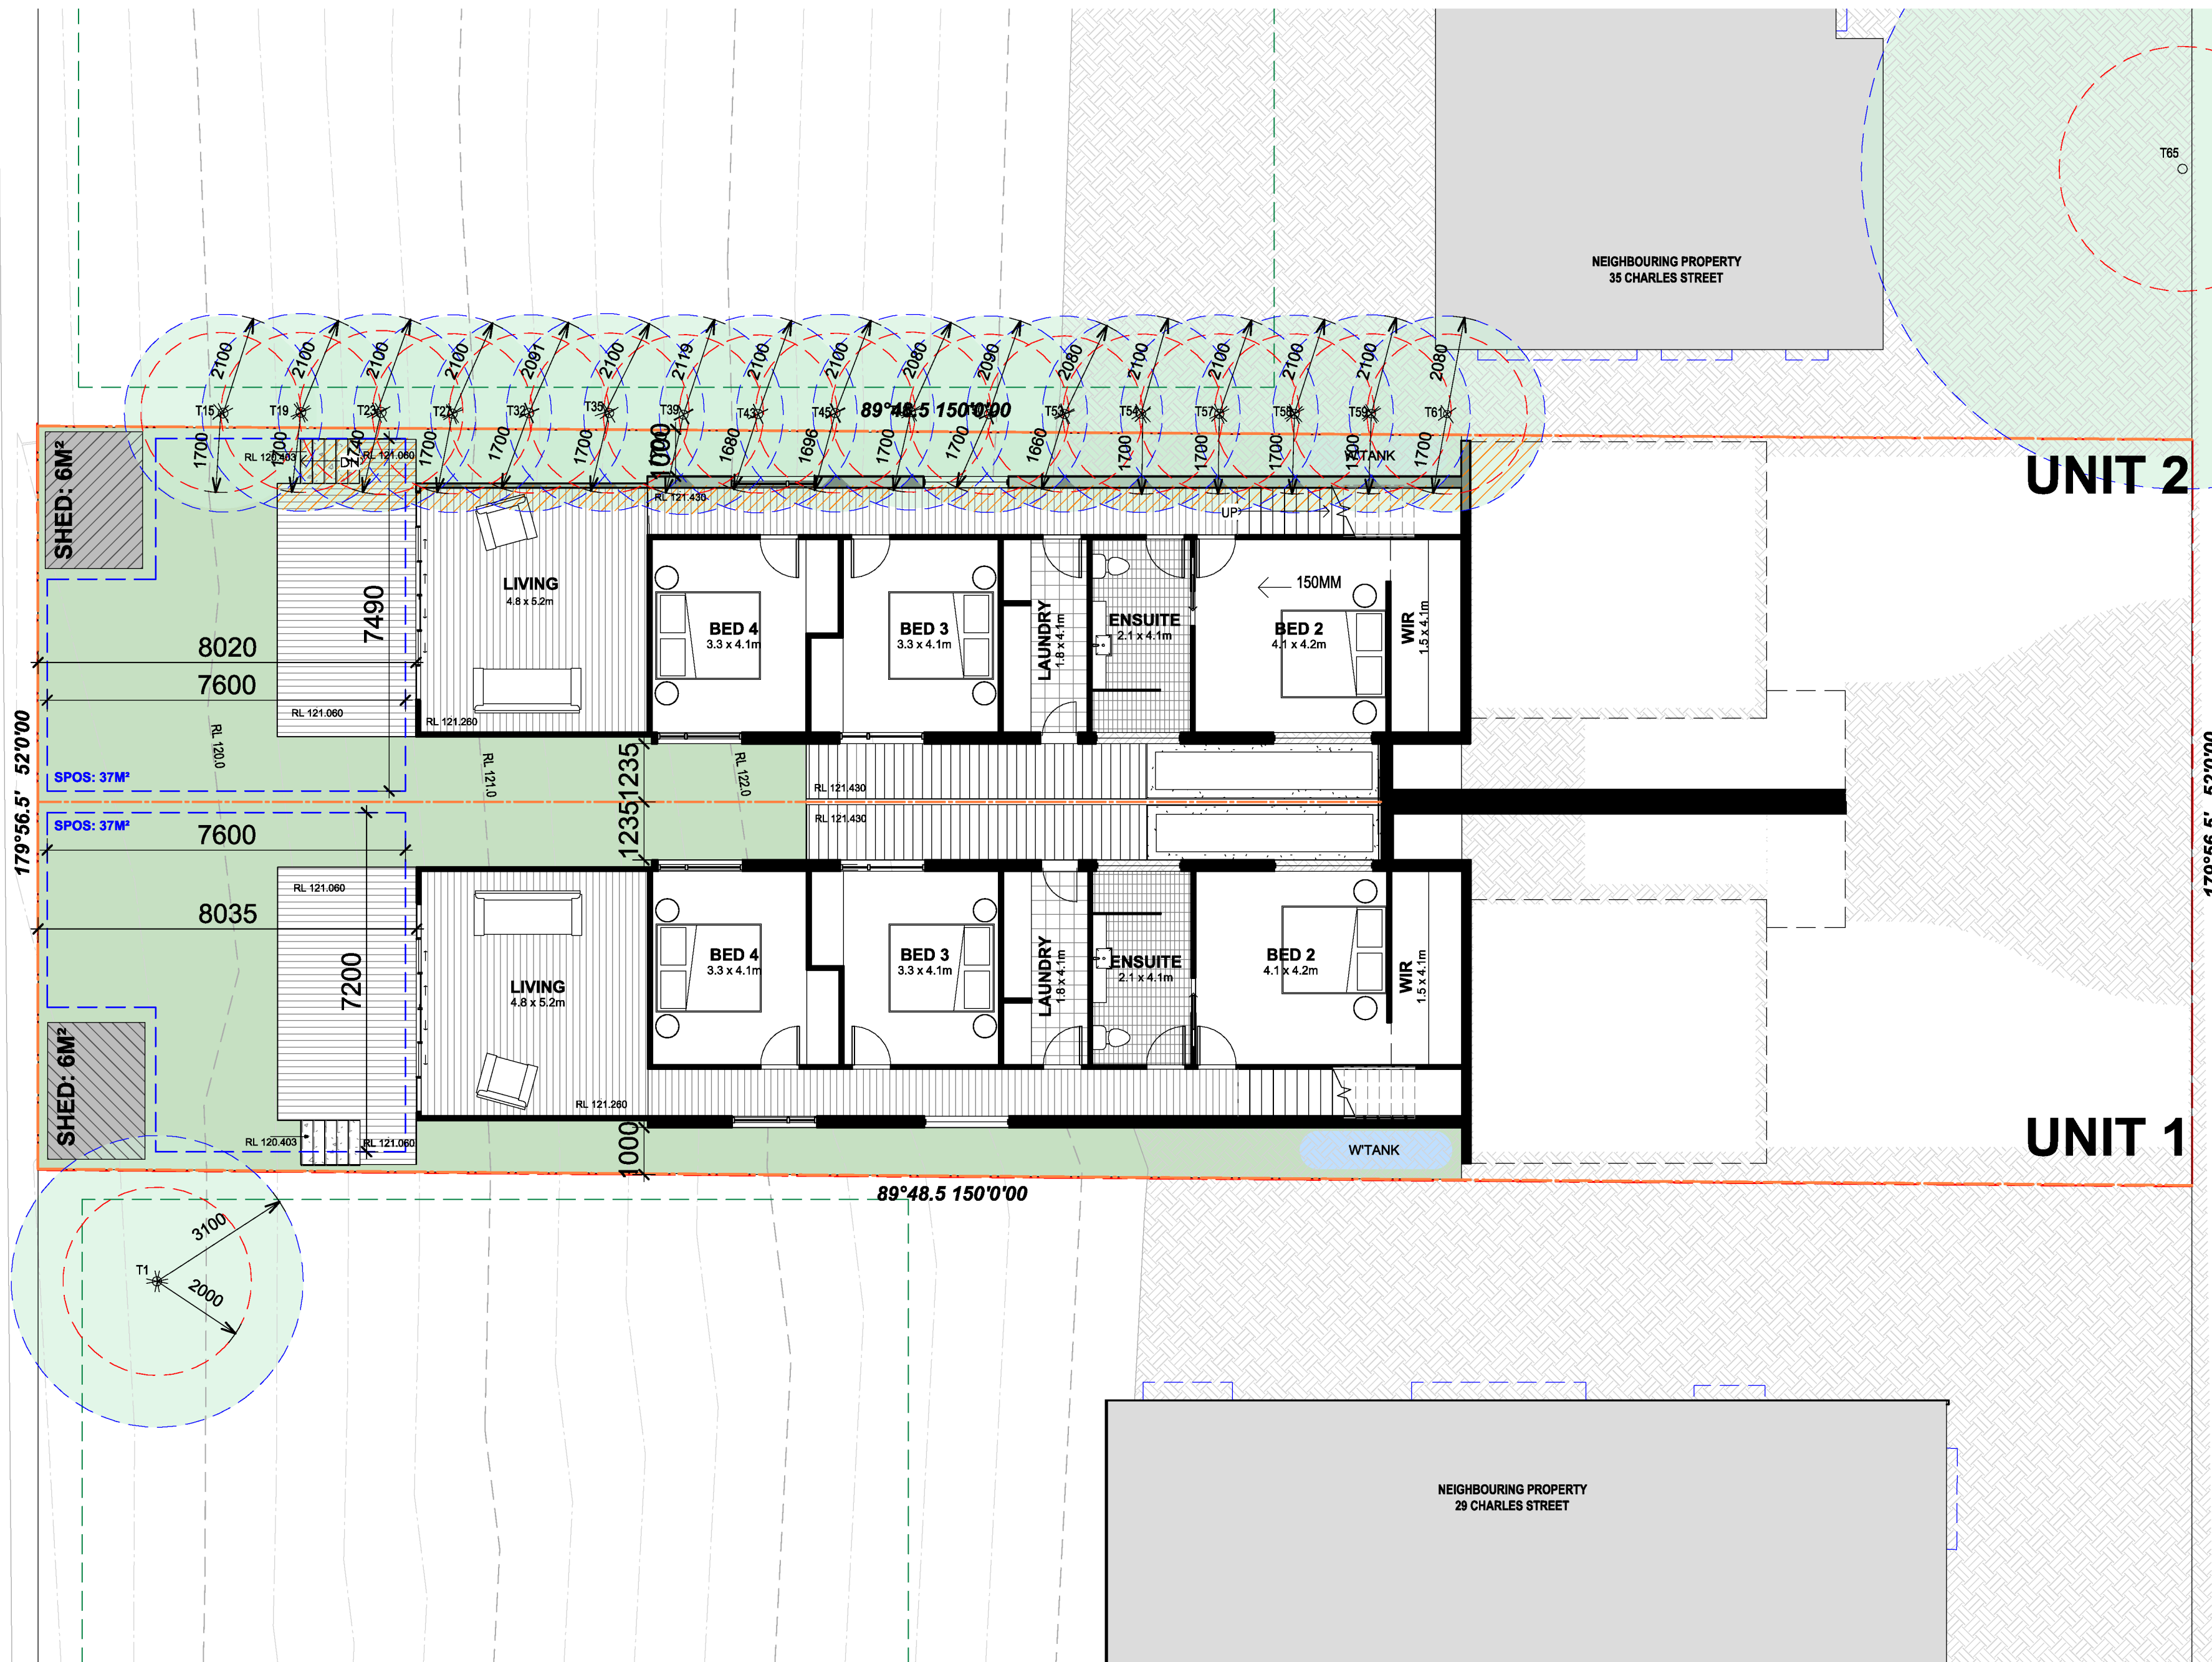 T65
NEIGHBOURING PROPERTY
35 CHARLES STREET
2100
2100
2100
2100
2091
2100
2119
2100
2100
2080
2090
2080
2100
2100
2100
2100
2080
T15
T19
T23
T27
T32
T35
T39
T43
T45
89°48.5 150'0'00
T53
T54
T57
T58
T59
T61
1700
1700
1740
1700
1700
1700
1000
1680
1696
1700
1700
1660
1700
1700
1700
1700
W'TANK
RL 120.403
DN
RL 121.060
RL 121.430
UP
UNIT 2
SHED: 6M²
LIVING
4.8 x 5.2m
7490
8020
7600
RL 121.060
RL 121.260
RL 120.0
SPOS: 37M²
BED 4
3.3 x 4.1m
BED 3
3.3 x 4.1m
LAUNDRY
1.8 x 4.1m
ENSUITE
2.1 x 4.1m
150MM
BED 2
4.1 x 4.2m
WIR
1.5 x 4.1m
179°56.5' 52'0'00
RL 121.0
1235
1235
RL 122.0
RL 121.430
RL 121.430
179°56.5' 52'0'00
SPOS: 37M²
7600
RL 121.060
8035
7200
LIVING
4.8 x 5.2m
BED 4
3.3 x 4.1m
BED 3
3.3 x 4.1m
LAUNDRY
1.8 x 4.1m
ENSUITE
2.1 x 4.1m
BED 2
4.1 x 4.2m
WIR
1.5 x 4.1m
SHED: 6M²
RL 121.260
RL 120.403
RL 121.060
1000
W'TANK
UNIT 1
89°48.5 150'0'00
3100
T1
2000
NEIGHBOURING PROPERTY
29 CHARLES STREET